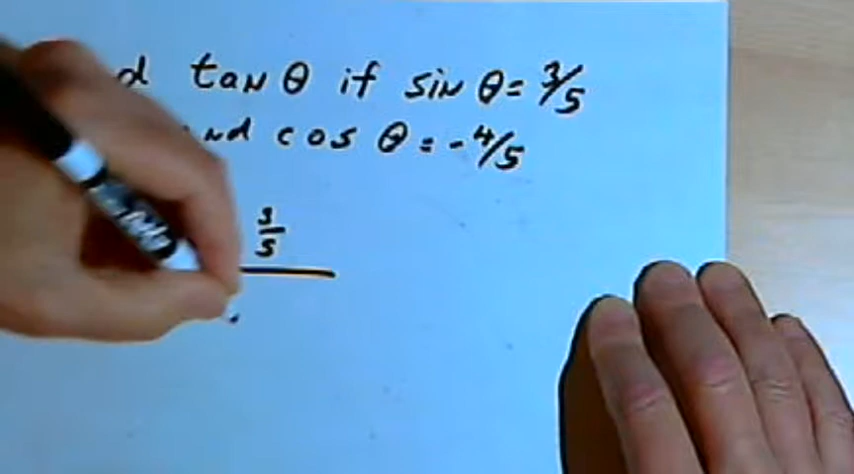 tan θ if sin θ = 3/5
cos θ = -4/5
3
5